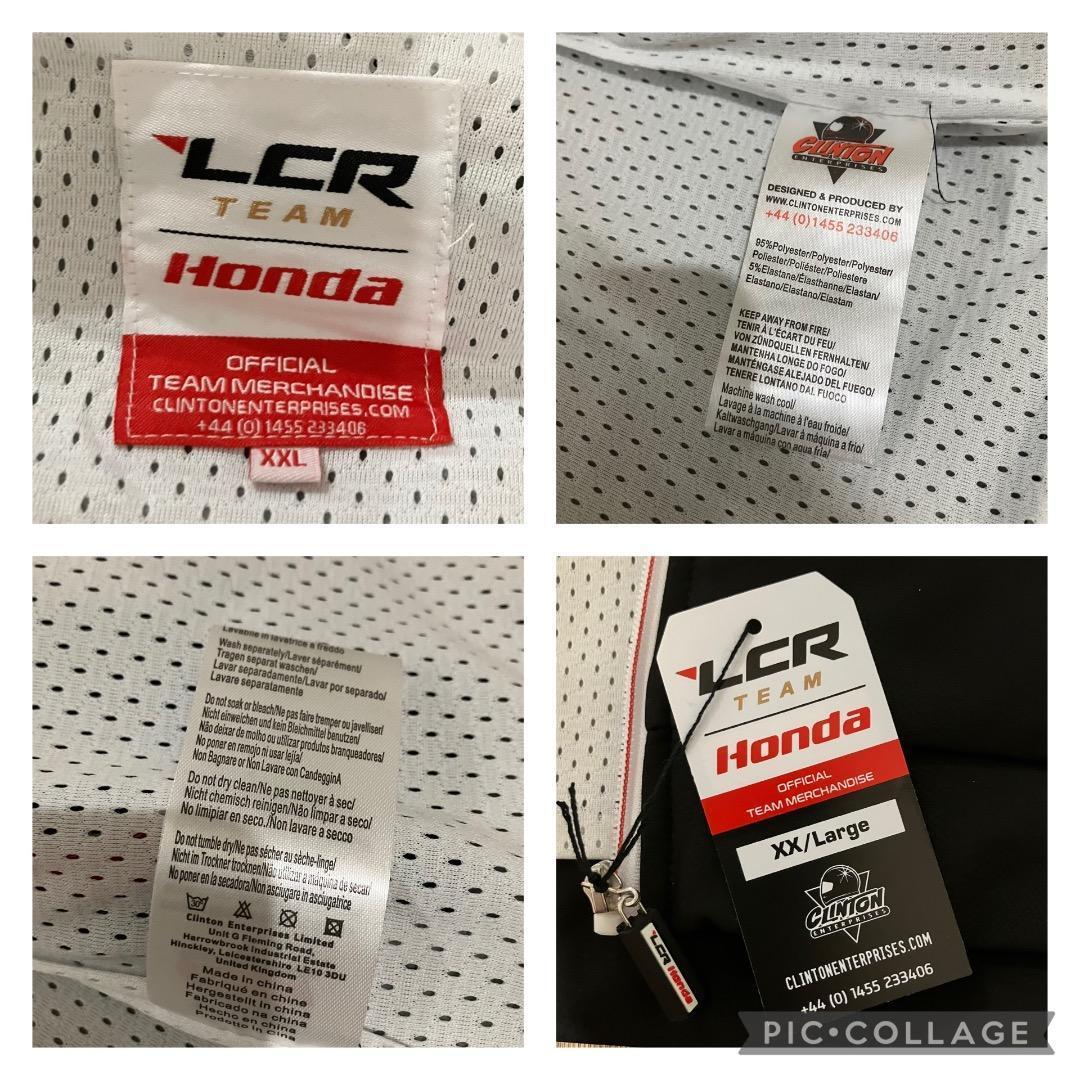 LCR
TEAM
Honda
OFFICIAL
TEAM MERCHANDISE
CLINTONENTERPRISES.COM
+44 (0) 1455 233406
XXL
CLINTON
ENTERPRISES
DESIGNED & PRODUCED BY
WWW.CLINTONENTERPRISES.COM
+44 (0)1455 233406
95%Polyester/Polyester/Polyester/
Poliester/Poliéster/Poliestere
5%Elastane/Élasthanne/Elastan/
Elastano/Elastano/Elastam
KEEP AWAY FROM FIRE/
TENIR À L'ÉCART DU FEU/
VON ZÜNDQUELLEN FERNHALTEN/
MANTENHA LONGE DO FOGO/
MANTÉNGASE ALEJADO DEL FUEGO/
TENERE LONTANO DAL FUOCO
Machine wash cool/
Lavage à la machine à l'eau froide/
Kaltwaschgang/Lavar à máquina a frio/
Lavar a máquina con agua fría/
Lavabile in lavatrice a freddo
Wash separately/Laver séparément/
Tragen separat waschen/
Lavar separadamente/Lavar por separado/
Lavare separatamente
Do not soak or bleach/Ne pas faire tremper ou javelliser/
Nicht einweichen und kein Bleichmittel benutzen/
Não deixar de molho ou utilizar produtos branqueadores/
No poner en remojo ni usar lejía/
Non Bagnare or Non Lavare con CandegginA
Do not dry clean/Ne pas nettoyer à sec/
Nicht chemisch reinigen/Não limpar a seco/
No limipiar en seco./Non lavare a secco
Do not tumble dry/Ne pas sécher au sèche-linge/
Nicht im Trockner trocknen/Não utilizar a máquina de secar/
No poner en la secadora/Non asciugare in asciugatrice
30°
Clinton Enterprises Limited
Unit G Fleming Road,
Harrowbrook Industrial Estate
Hinckley, Leicestershire LE10 3DU
United Kingdom
Made in china
Fabriqué en chine
Hergestellt in china
Fabricado na china
Hecho en china
Prodotto in Cina
LCR
TEAM
Honda
OFFICIAL
TEAM MERCHANDISE
XX/Large
CLINTON
ENTERPRISES
CLINTONENTERPRISES.COM
+44 (0) 1455 233406
LCR Honda
PIC•COLLAGE